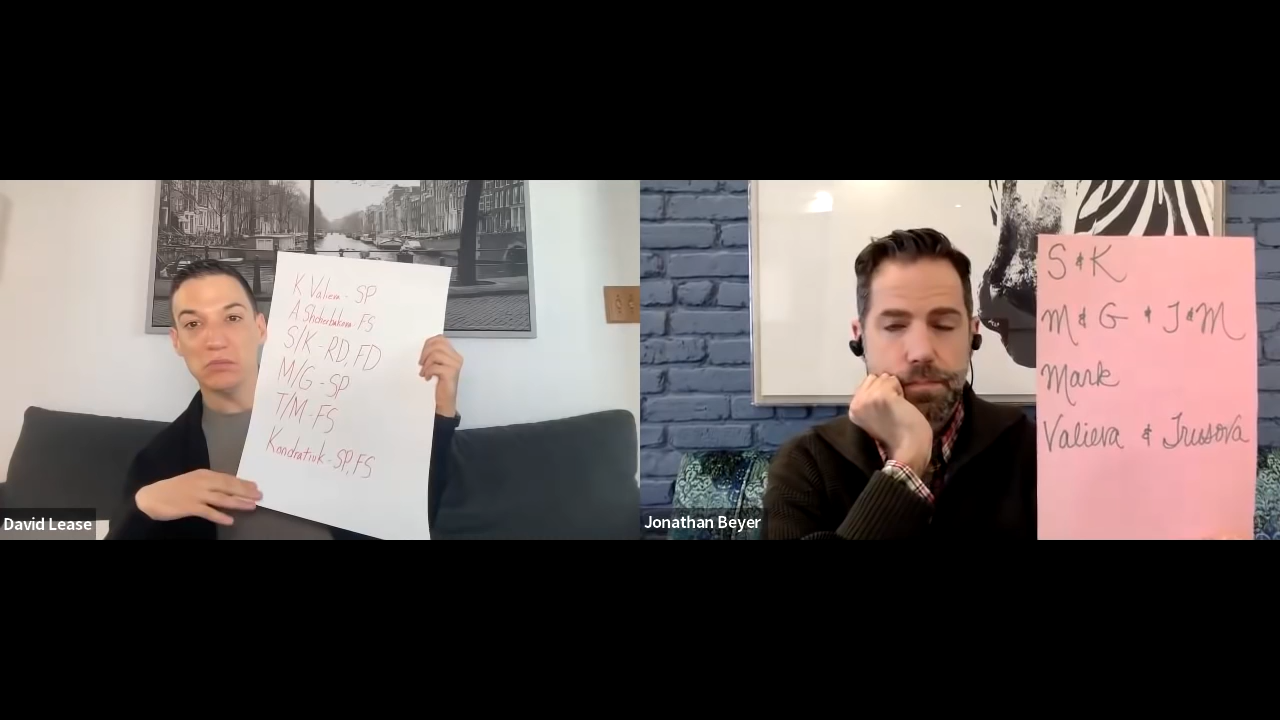 K. Valieva - SP
A. Shcherbakova - FS
S/K - RD, FD
M/G - SP
T/M - FS
Kondratiuk - SP, FS
David Lease
S & K
M & G & J & M
Mark
Valieva & Trusova
Jonathan Beyer